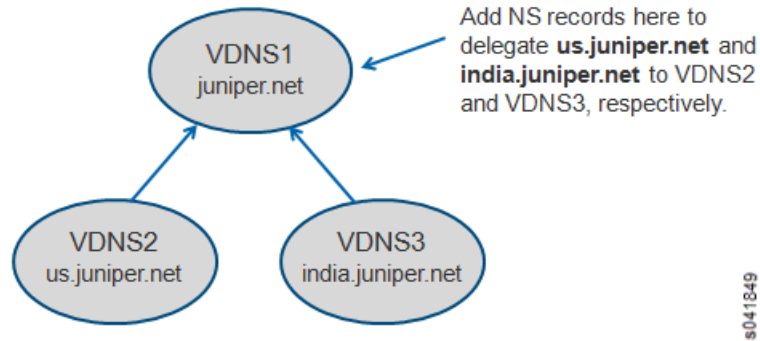 VDNS1
juniper.net
Add NS records here to
delegate us.juniper.net and
india.juniper.net to VDNS2
and VDNS3, respectively.
VDNS2
us.juniper.net
VDNS3
india.juniper.net
s041849